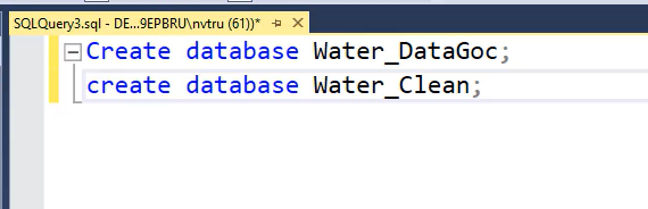 SQLQuery3.sql - DE...9EPBRU\nvtru (61))*
Create database Water_DataGoc;
create database Water_Clean;